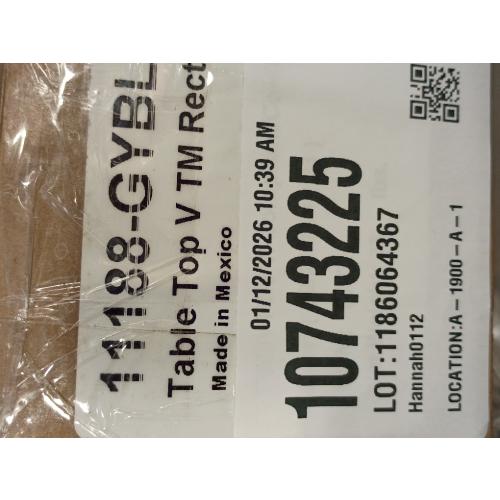 11188-GYBL
Table Top V TM Rect
Made in Mexico
01/12/2026 10:39 AM
10743225
LOT:1186064367
Hannah0112
LOCATION:A-1900-A-1